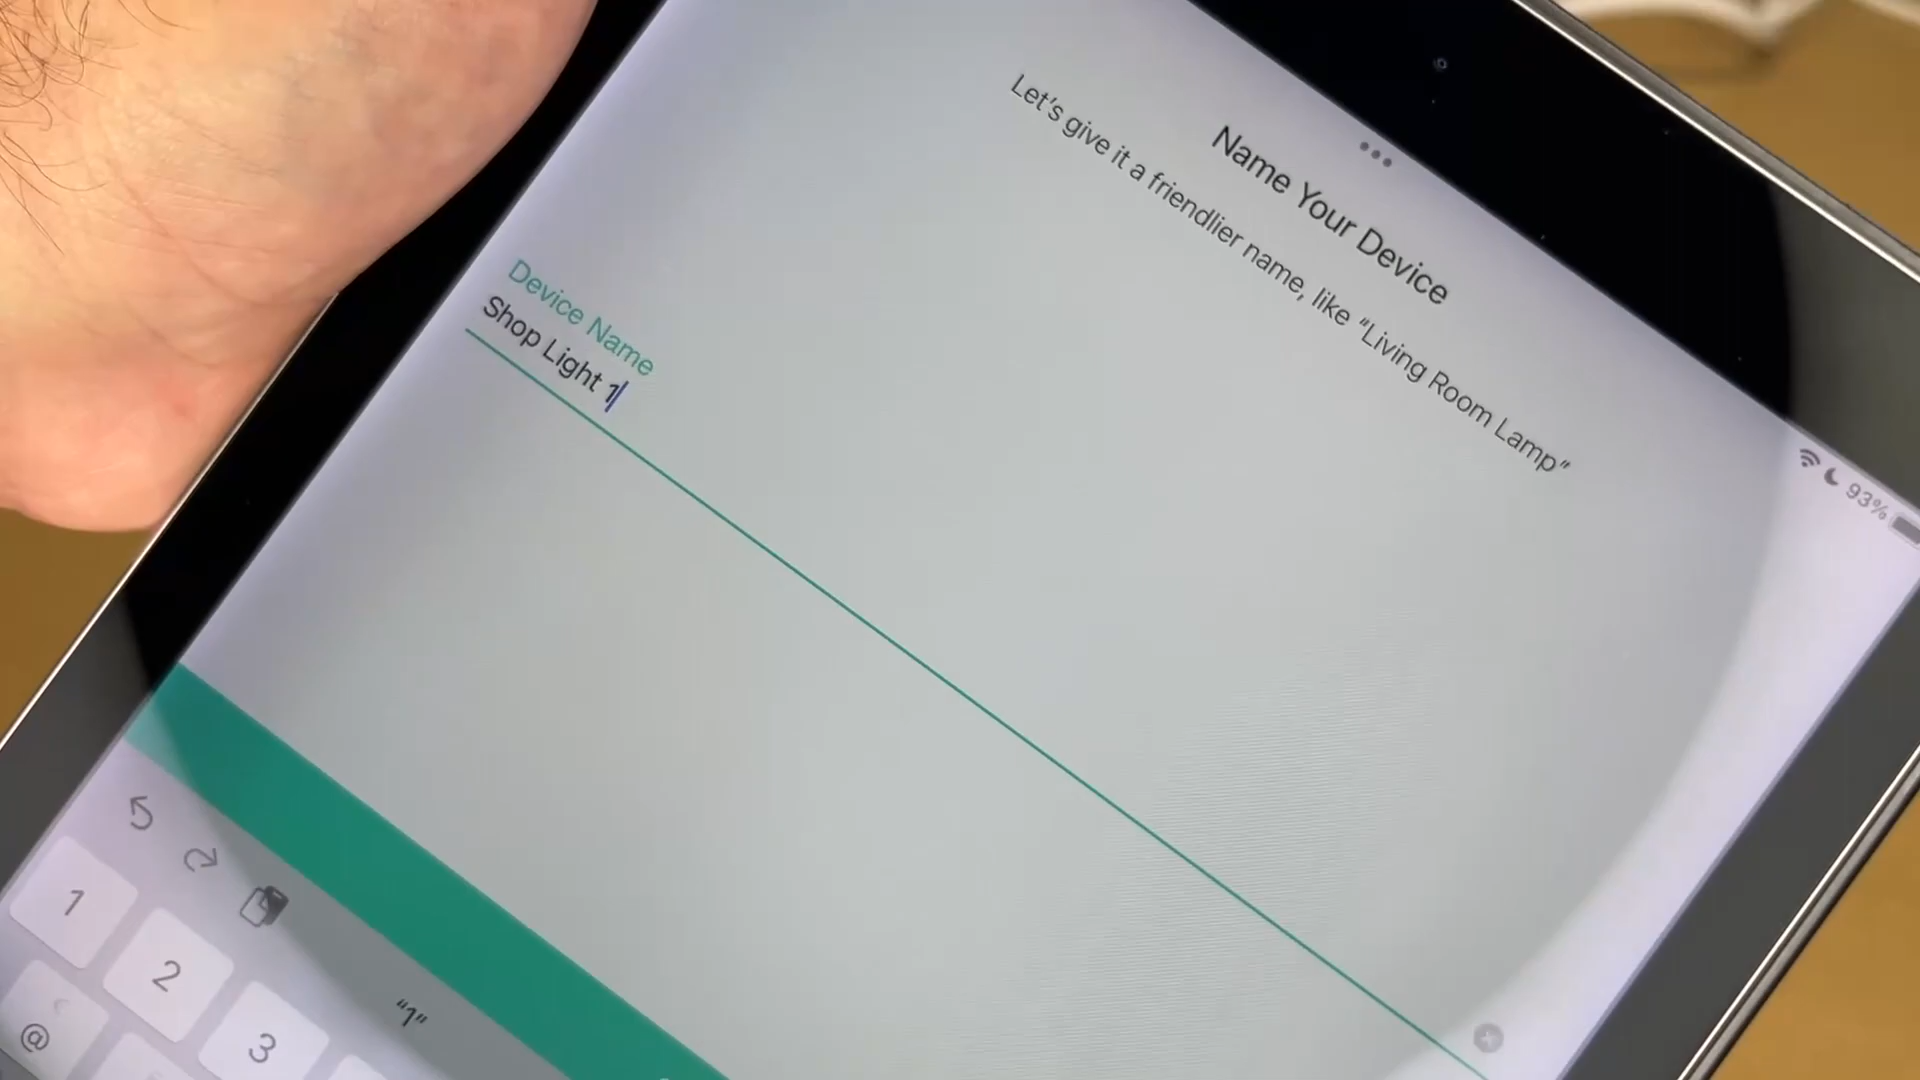 93%
Name Your Device
Let's give it a friendlier name, like “Living Room Lamp”
Device Name
Shop Light 1
“1”
1
2
3
@